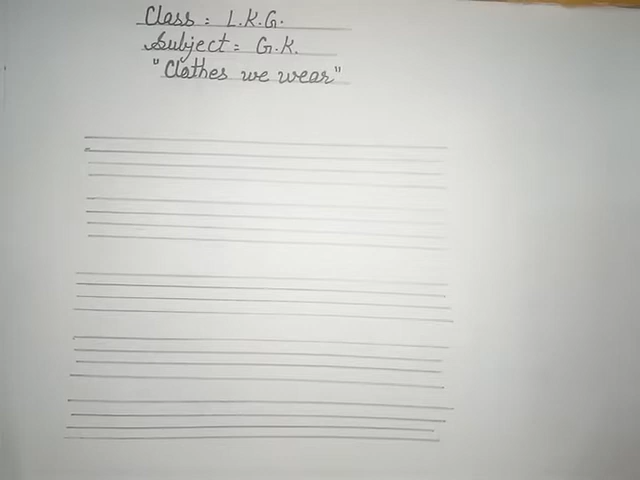 Class : L.K.G.
Subject = G.K.
"Clothes we wear"